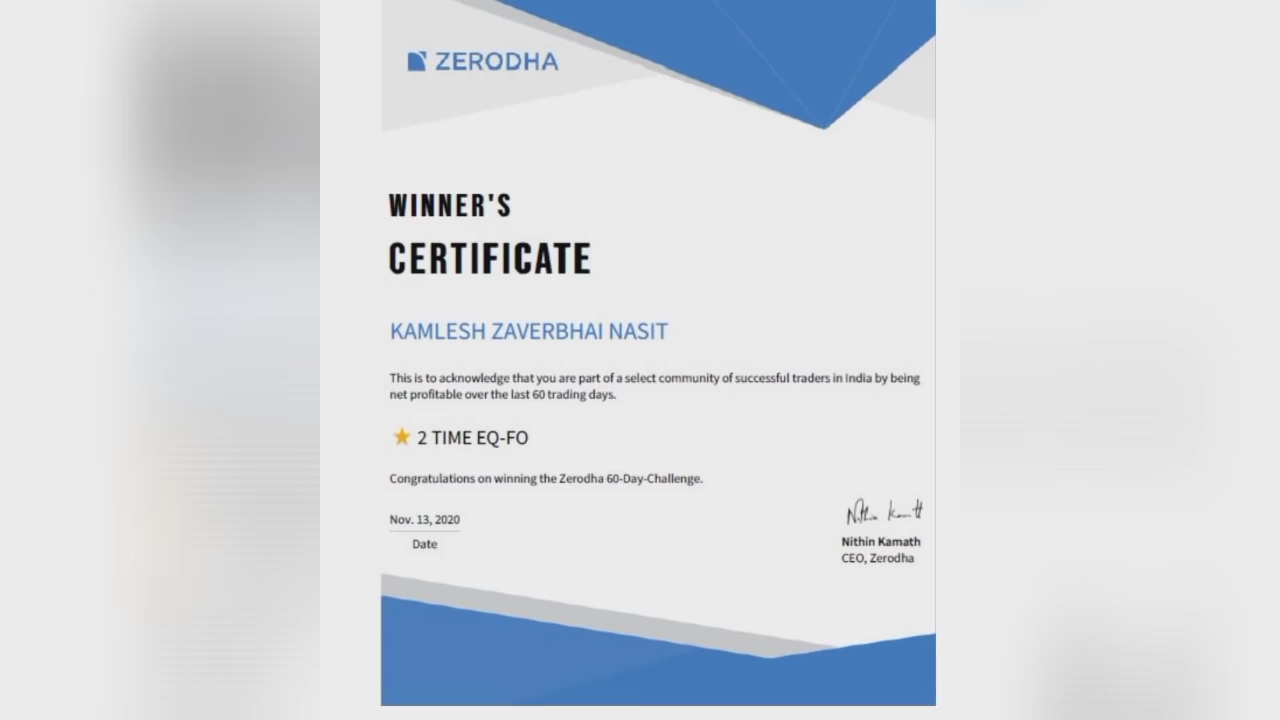 ZERODHA
WINNER'S
CERTIFICATE
KAMLESH ZAVERBHAI NASIT
This is to acknowledge that you are part of a select community of successful traders in India by being
net profitable over the last 60 trading days.
2 TIME EQ-FO
Congratulations on winning the Zerodha 60-Day-Challenge.
Nov. 13, 2020
Date
Nithin Kamath
Nithin Kamath
CEO, Zerodha